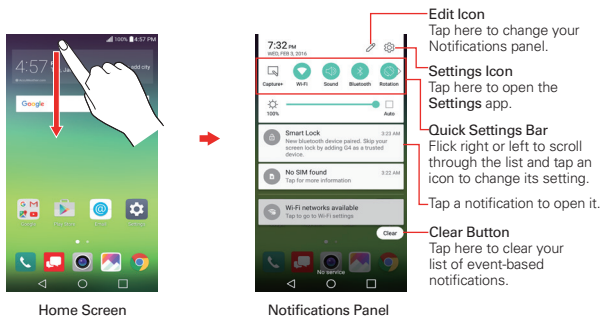 100% 4:57 PM
4:57
Google
Home Screen
7:32 PM
WED, FEB 3, 2016
Capture+ Wi-Fi Sound Bluetooth Rotation
100% Auto
Smart Lock 3:23 AM
New bluetooth device paired. Skip your
screen lock by adding G4 as a trusted
device.
No SIM found 3:22 AM
Tap for more information
Wi-Fi networks available
Tap to go to Wi-Fi settings
Clear
No service
Notifications Panel
Edit Icon
Tap here to change your
Notifications panel.
Settings Icon
Tap here to open the
Settings app.
Quick Settings Bar
Flick right or left to scroll
through the list and tap an
icon to change its setting.
Tap a notification to open it.
Clear Button
Tap here to clear your
list of event-based
notifications.